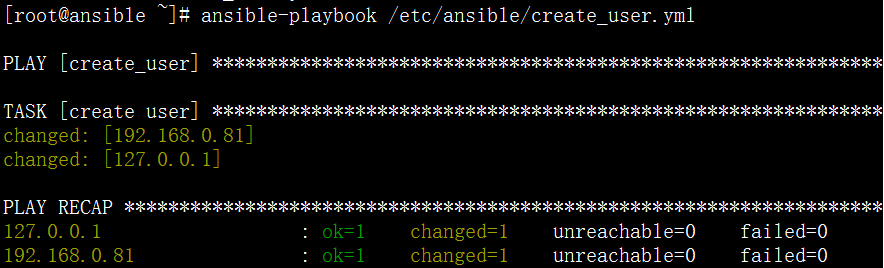 [root@ansible ~]# ansible-playbook /etc/ansible/create_user.yml
PLAY [create_user] *************************************************************
TASK [create user] *************************************************************
changed: [192.168.0.81]
changed: [127.0.0.1]
PLAY RECAP *********************************************************************
127.0.0.1 : ok=1 changed=1 unreachable=0 failed=0
192.168.0.81 : ok=1 changed=1 unreachable=0 failed=0